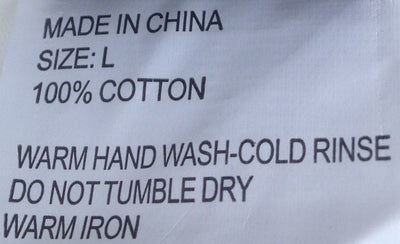 MADE IN CHINA
SIZE: L
100% COTTON
WARM HAND WASH-COLD RINSE
DO NOT TUMBLE DRY
WARM IRON